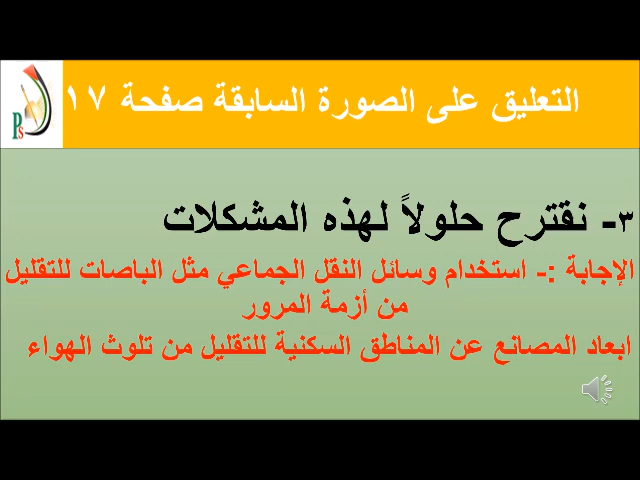 التعليق على الصورة السابقة صفحة ١٧
Ps
٣- نقترح حلولاً لهذه المشكلات
الإجابة :- استخدام وسائل النقل الجماعي مثل الباصات للتقليل
من أزمة المرور
ابعاد المصانع عن المناطق السكنية للتقليل من تلوث الهواء